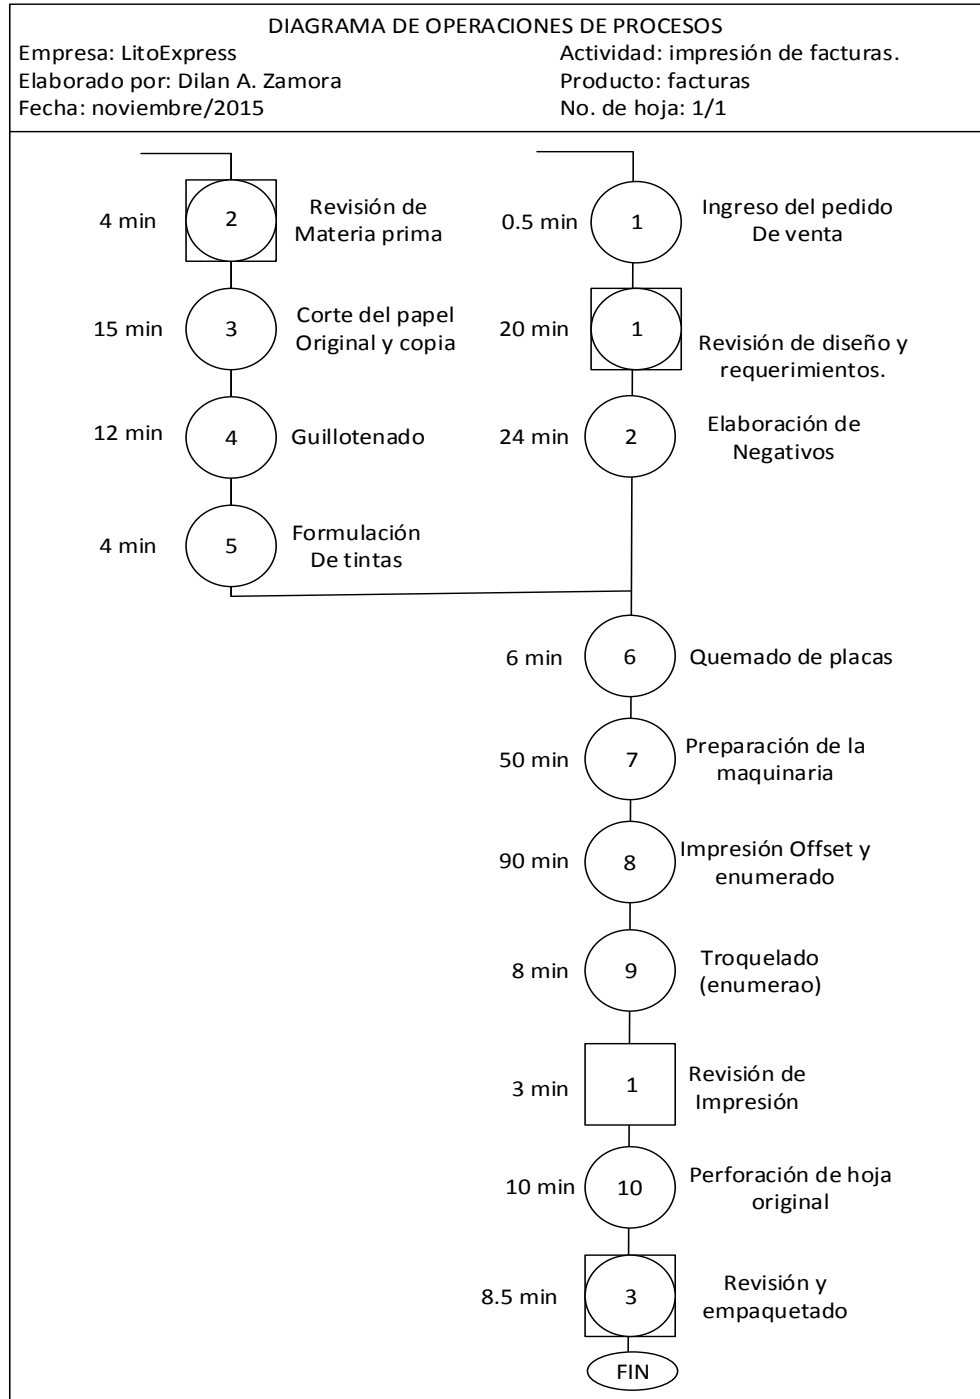 DIAGRAMA DE OPERACIONES DE PROCESOS
Empresa: LitoExpress
Elaborado por: Dilan A. Zamora
Fecha: noviembre/2015
Actividad: impresión de facturas.
Producto: facturas
No. de hoja: 1/1
4 min
2
Revisión de
Materia prima
15 min
3
Corte del papel
Original y copia
12 min
4
Guillotenado
4 min
5
Formulación
De tintas
0.5 min
1
Ingreso del pedido
De venta
20 min
1
Revisión de diseño y
requerimientos.
24 min
2
Elaboración de
Negativos
6 min
6
Quemado de placas
50 min
7
Preparación de la
maquinaria
90 min
8
Impresión Offset y
enumerado
8 min
9
Troquelado
(enumerao)
3 min
1
Revisión de
Impresión
10 min
10
Perforación de hoja
original
8.5 min
3
Revisión y
empaquetado
FIN